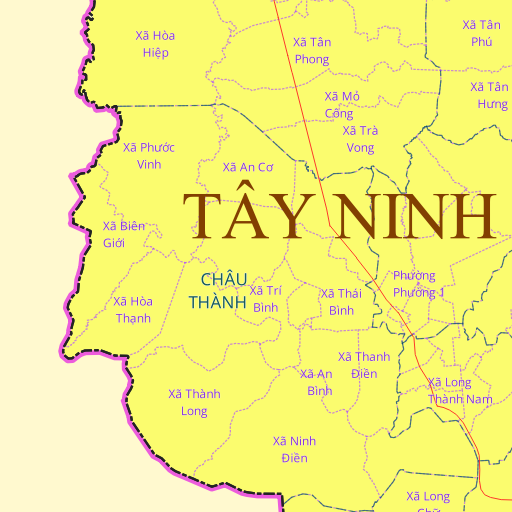 Xã Hòa
Hiệp
Xã Tân
Phong
Xã Tân
Phú
Xã Tân
Hưng
Xã Mỏ
Công
Xã Trà
Vong
Xã Phước
Vinh
Xã An Cơ
TÂY NINH
Xã Biên
Giới
CHÂU
THÀNH
Xã Trí
Bình
Phường
Phường 1
Xã Hòa
Thạnh
Xã Thái
Bình
Xã Thanh
Điền
Xã An
Bình
Xã Thành
Long
Xã Long
Thành Nam
Xã Ninh
Điền
Xã Long
Chữ